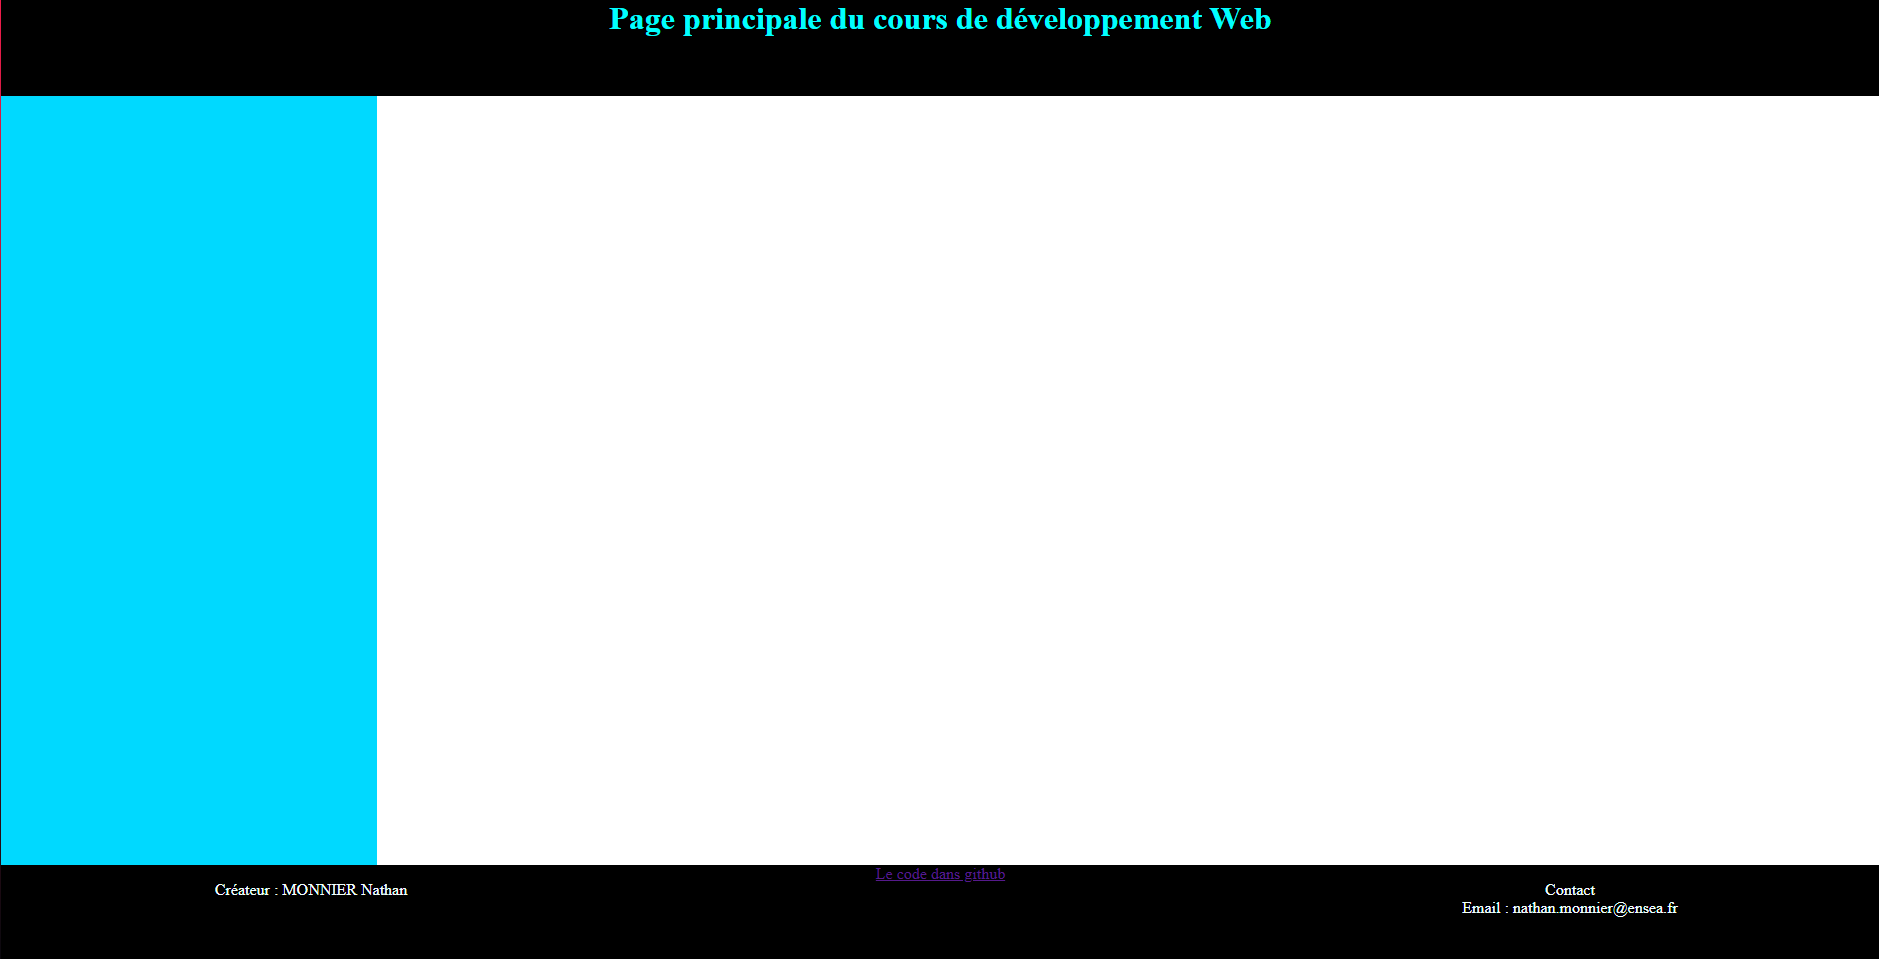 Page principale du cours de développement Web
Créateur : MONNIER Nathan
Le code dans github
Contact
Email : nathan.monnier@ensea.fr